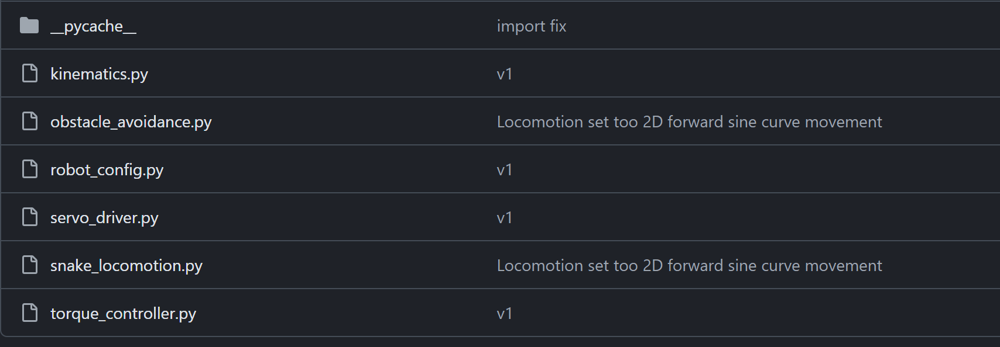 __pycache__ import fix
kinematics.py v1
obstacle_avoidance.py Locomotion set too 2D forward sine curve movement
robot_config.py v1
servo_driver.py v1
snake_locomotion.py Locomotion set too 2D forward sine curve movement
torque_controller.py v1